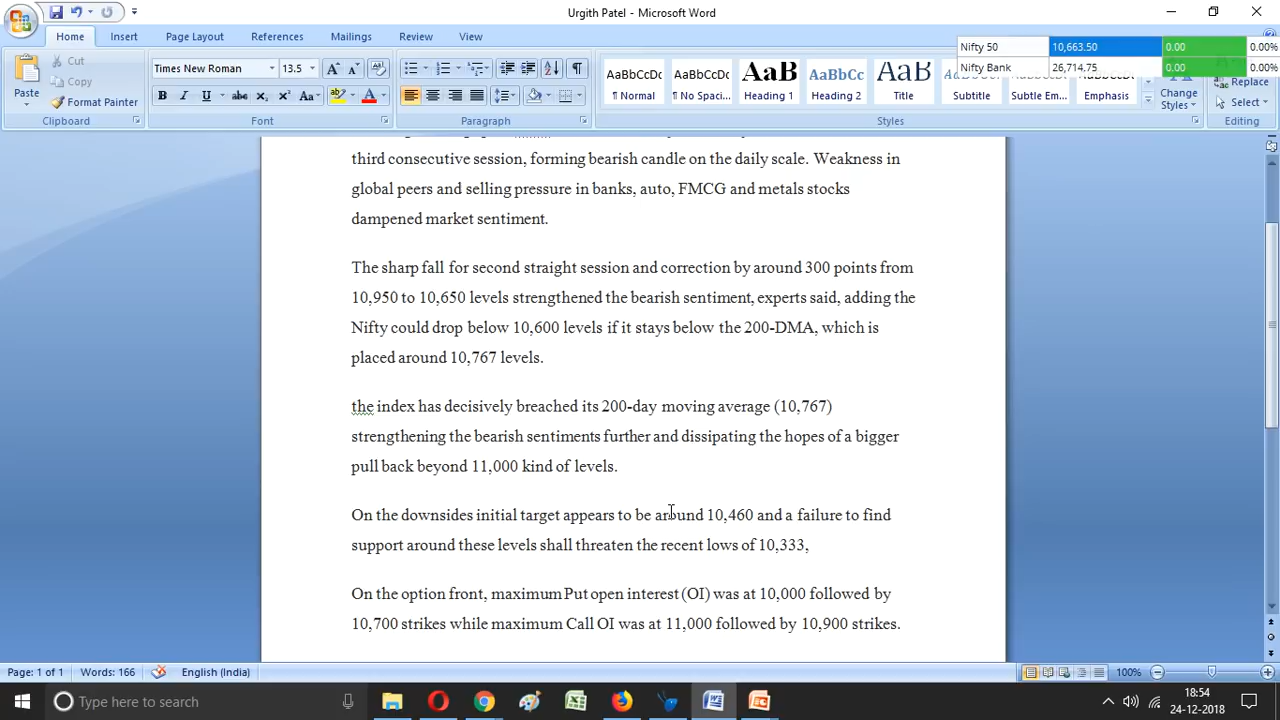 Urgith Patel - Microsoft Word
Home Insert Page Layout References Mailings Review View
Nifty 50 10,663.50 0.00 0.00%
Nifty Bank 26,714.75 0.00 0.00%
Paste
Cut
Copy
Format Painter
Clipboard
Times New Roman 13.5
Font
Paragraph
AaBbCcDc AaBbCcDc AaB AaBbCc AaBbC
¶ Normal ¶ No Spaci... Heading 1 Heading 2 Title Subtitle Subtle Em... Emphasis
Styles
Change Styles
Replace
Select
Editing
third consecutive session, forming bearish candle on the daily scale. Weakness in
global peers and selling pressure in banks, auto, FMCG and metals stocks
dampened market sentiment.
The sharp fall for second straight session and correction by around 300 points from
10,950 to 10,650 levels strengthened the bearish sentiment, experts said, adding the
Nifty could drop below 10,600 levels if it stays below the 200-DMA, which is
placed around 10,767 levels.
the index has decisively breached its 200-day moving average (10,767)
strengthening the bearish sentiments further and dissipating the hopes of a bigger
pull back beyond 11,000 kind of levels.
On the downsides initial target appears to be around 10,460 and a failure to find
support around these levels shall threaten the recent lows of 10,333,
On the option front, maximum Put open interest (OI) was at 10,000 followed by
10,700 strikes while maximum Call OI was at 11,000 followed by 10,900 strikes.
Page: 1 of 1 Words: 166 English (India) 100%
Type here to search
18:54
24-12-2018